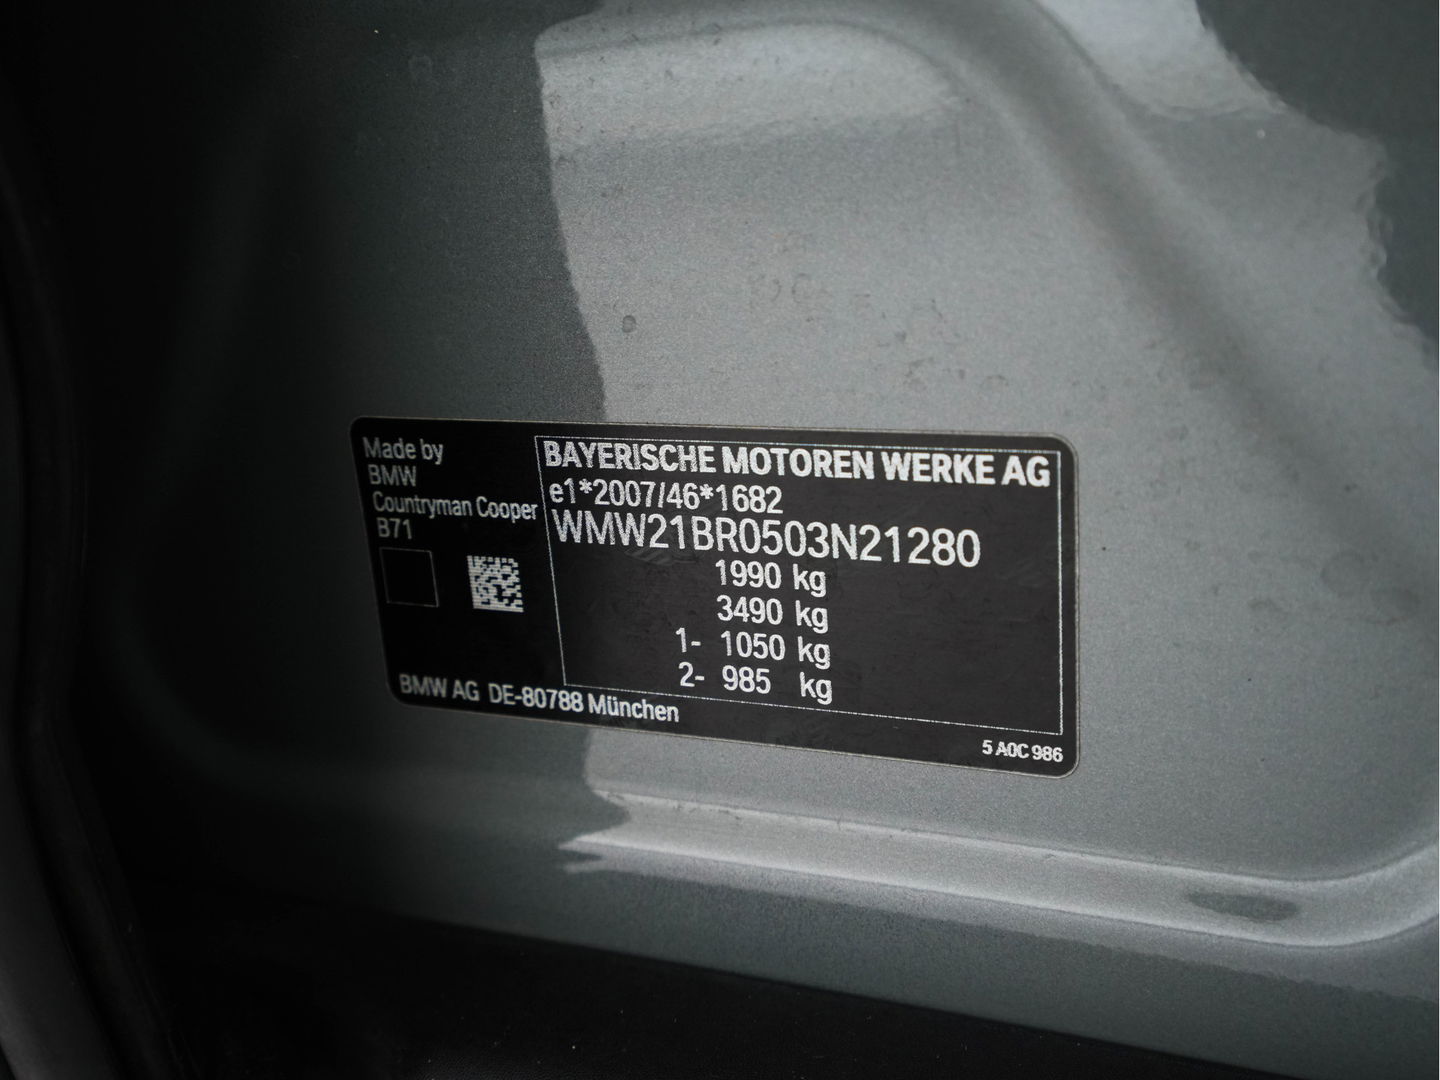 Made by
BMW
Countryman Cooper
B71
BAYERISCHE MOTOREN WERKE AG
e1*2007/46*1682
WMW21BR0503N21280
1990 kg
3490 kg
1- 1050 kg
2- 985 kg
BMW AG DE-80788 München
5 A0C 986